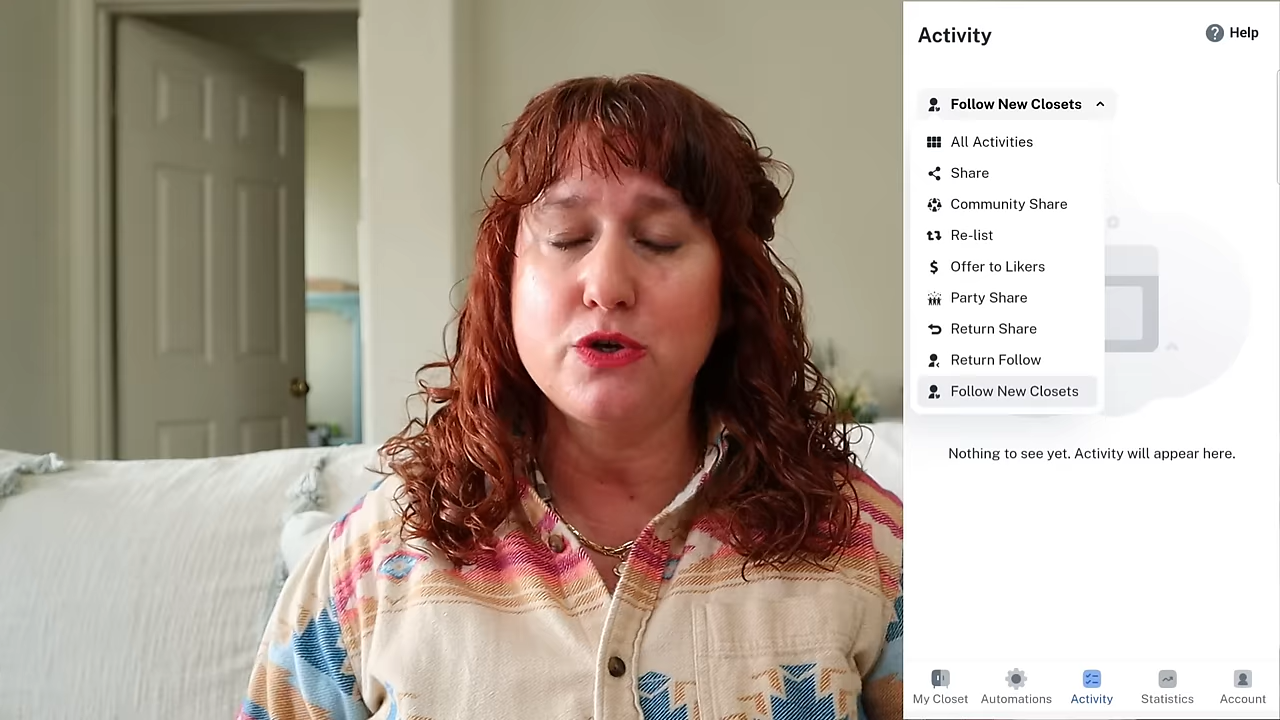 Activity
Help
Follow New Closets
All Activities
Share
Community Share
Re-list
Offer to Likers
Party Share
Return Share
Return Follow
Follow New Closets
Nothing to see yet. Activity will appear here.
My Closet
Automations
Activity
Statistics
Account